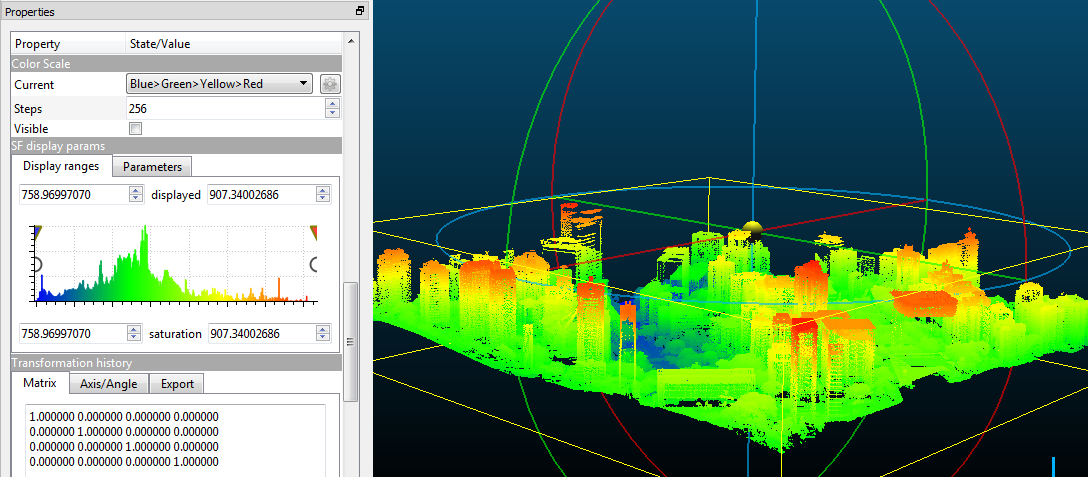 Properties
Property State/Value
Color Scale
Current Blue>Green>Yellow>Red
Steps 256
Visible
SF display params
Display ranges Parameters
758.96997070 displayed 907.34002686
758.96997070 saturation 907.34002686
Transformation history
Matrix Axis/Angle Export
1.000000 0.000000 0.000000 0.000000
0.000000 1.000000 0.000000 0.000000
0.000000 0.000000 1.000000 0.000000
0.000000 0.000000 0.000000 1.000000